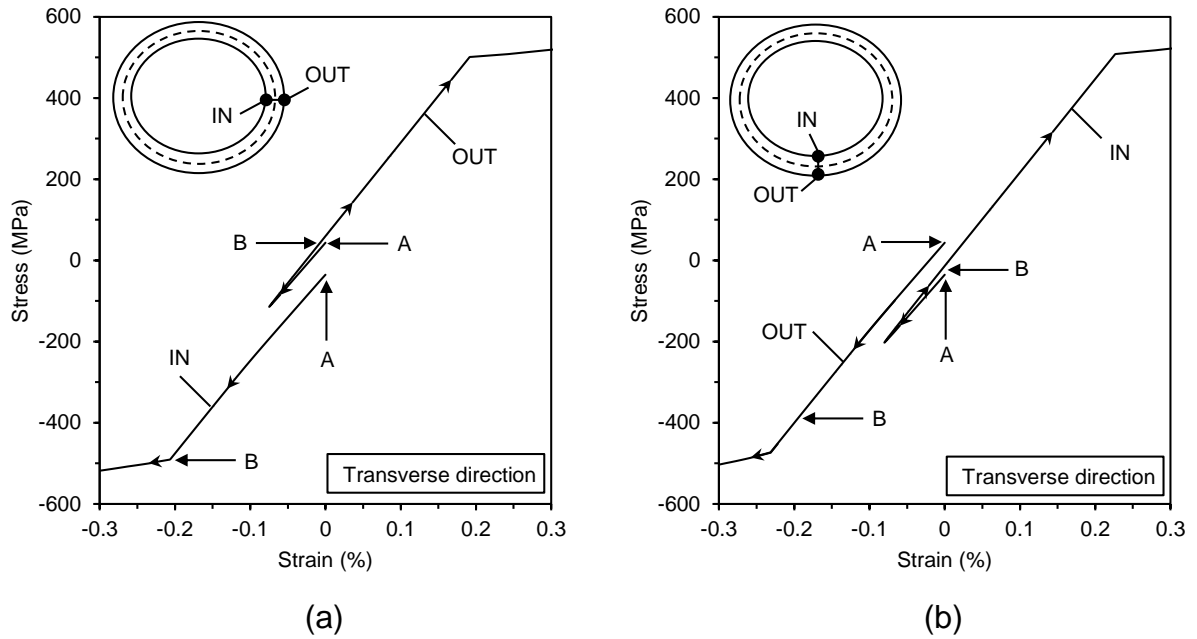 600
400
200
0
-200
-400
-600
Stress (MPa)
-0.3
-0.2
-0.1
0
0.1
0.2
0.3
Strain (%)
IN
OUT
OUT
B
A
A
IN
B
Transverse direction
(a)
600
400
200
0
-200
-400
-600
Stress (MPa)
-0.3
-0.2
-0.1
0
0.1
0.2
0.3
Strain (%)
IN
OUT
IN
A
B
A
OUT
B
Transverse direction
(b)